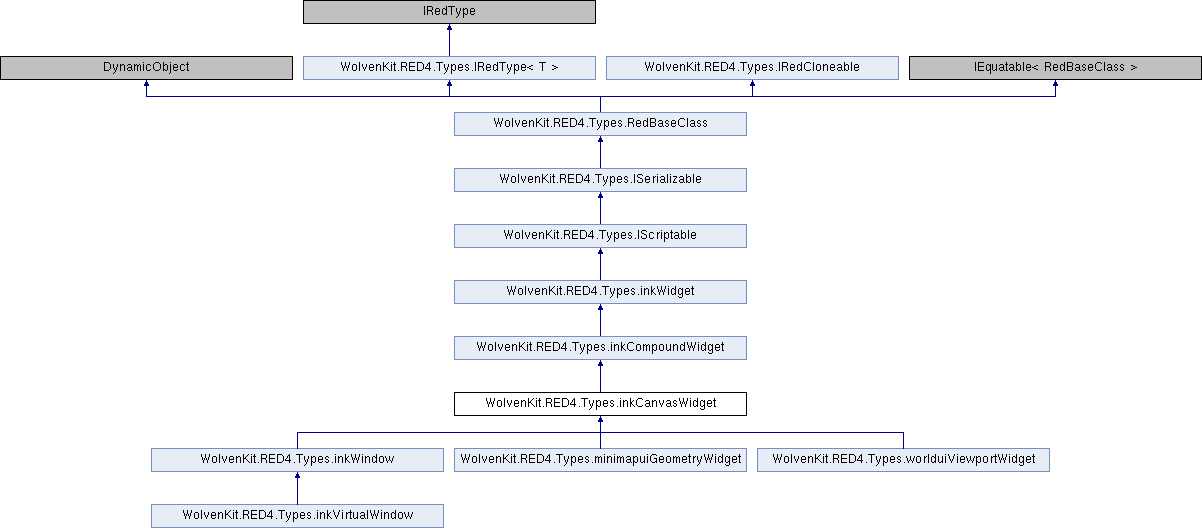 IRedType
DynamicObject
WolvenKit.RED4.Types.IRedType< T >
WolvenKit.RED4.Types.IRedCloneable
IEquatable< RedBaseClass >
WolvenKit.RED4.Types.RedBaseClass
WolvenKit.RED4.Types.ISerializable
WolvenKit.RED4.Types.IScriptable
WolvenKit.RED4.Types.inkWidget
WolvenKit.RED4.Types.inkCompoundWidget
WolvenKit.RED4.Types.inkCanvasWidget
WolvenKit.RED4.Types.inkWindow
WolvenKit.RED4.Types.minimapuiGeometryWidget
WolvenKit.RED4.Types.worlduiViewportWidget
WolvenKit.RED4.Types.inkVirtualWindow